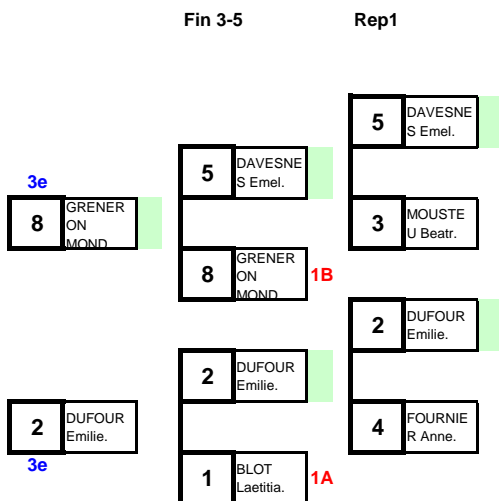 Fin 3-5 Rep1
5 DAVESNE
S Emel.
5 DAVESNE
S Emel.
3e
8 GRENER
ON
MOND
3 MOUSTE
U Beatr.
8 GRENER
ON
MOND
1B
2 DUFOUR
Emilie.
2 DUFOUR
Emilie.
2 DUFOUR
Emilie.
3e
4 FOURNIE
R Anne.
1 BLOT
Laetitia.
1A